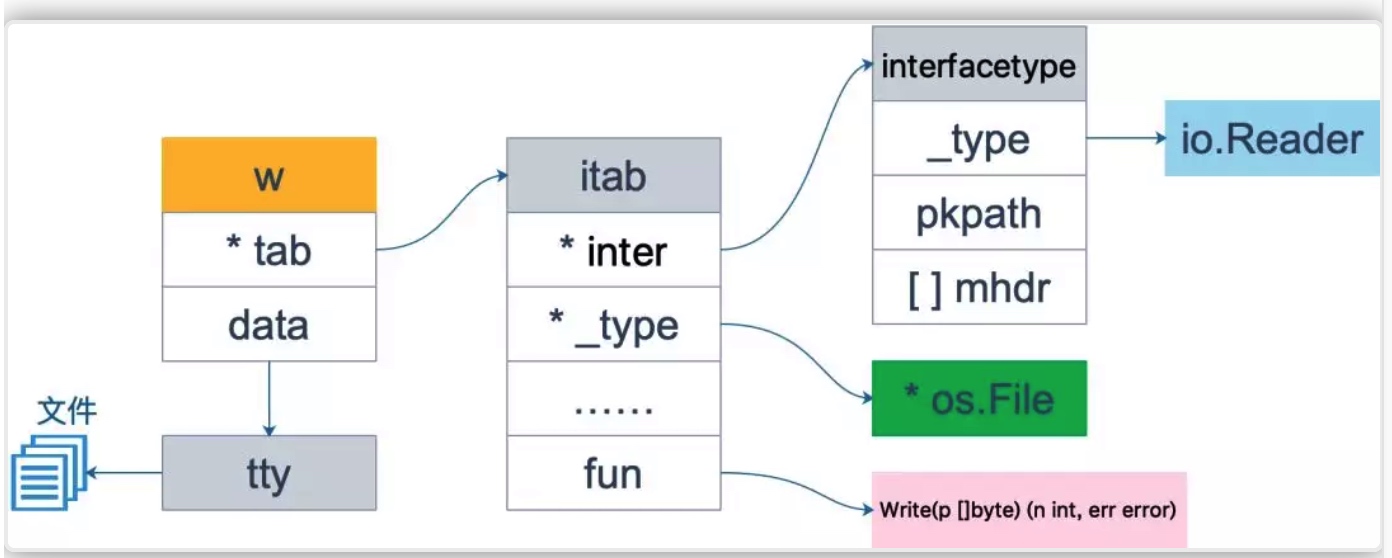 w
* tab
data
文件
tty
itab
* inter
* _type
......
fun
interfacetype
_type
pkpath
[ ] mhdr
io.Reader
* os.File
Write(p []byte) (n int, err error)